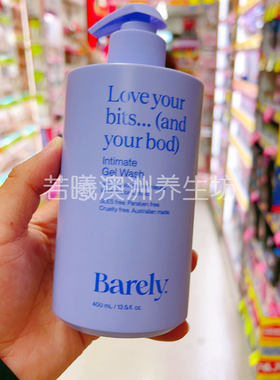 Love your
bits... (and
your bod)
Intimate
Gel Wash
若曦澳洲养生坊
SLES free. Paraben free
Cruelty free. Australian made
Barely.
400 mL / 13.5 fl. oz